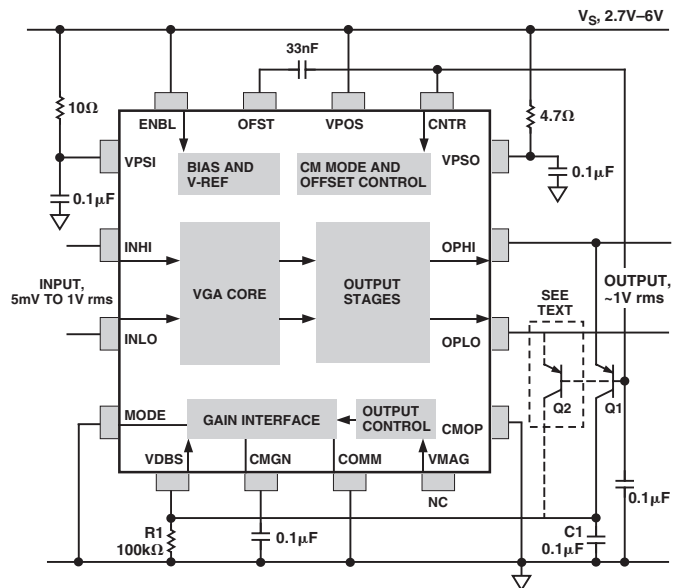 V_S, 2.7V–6V
33nF
10Ω
4.7Ω
ENBL
OFST
VPOS
CNTR
VPSI
BIAS AND
V-REF
CM MODE AND
OFFSET CONTROL
VPSO
0.1µF
0.1µF
INHI
OPHI
INPUT,
5mV TO 1V rms
VGA CORE
OUTPUT
STAGES
OUTPUT,
~1V rms
SEE
TEXT
INLO
OPLO
Q2
Q1
MODE
GAIN INTERFACE
OUTPUT
CONTROL
CMOP
VDBS
CMGN
COMM
VMAG
NC
0.1µF
R1
100kΩ
0.1µF
C1
0.1µF